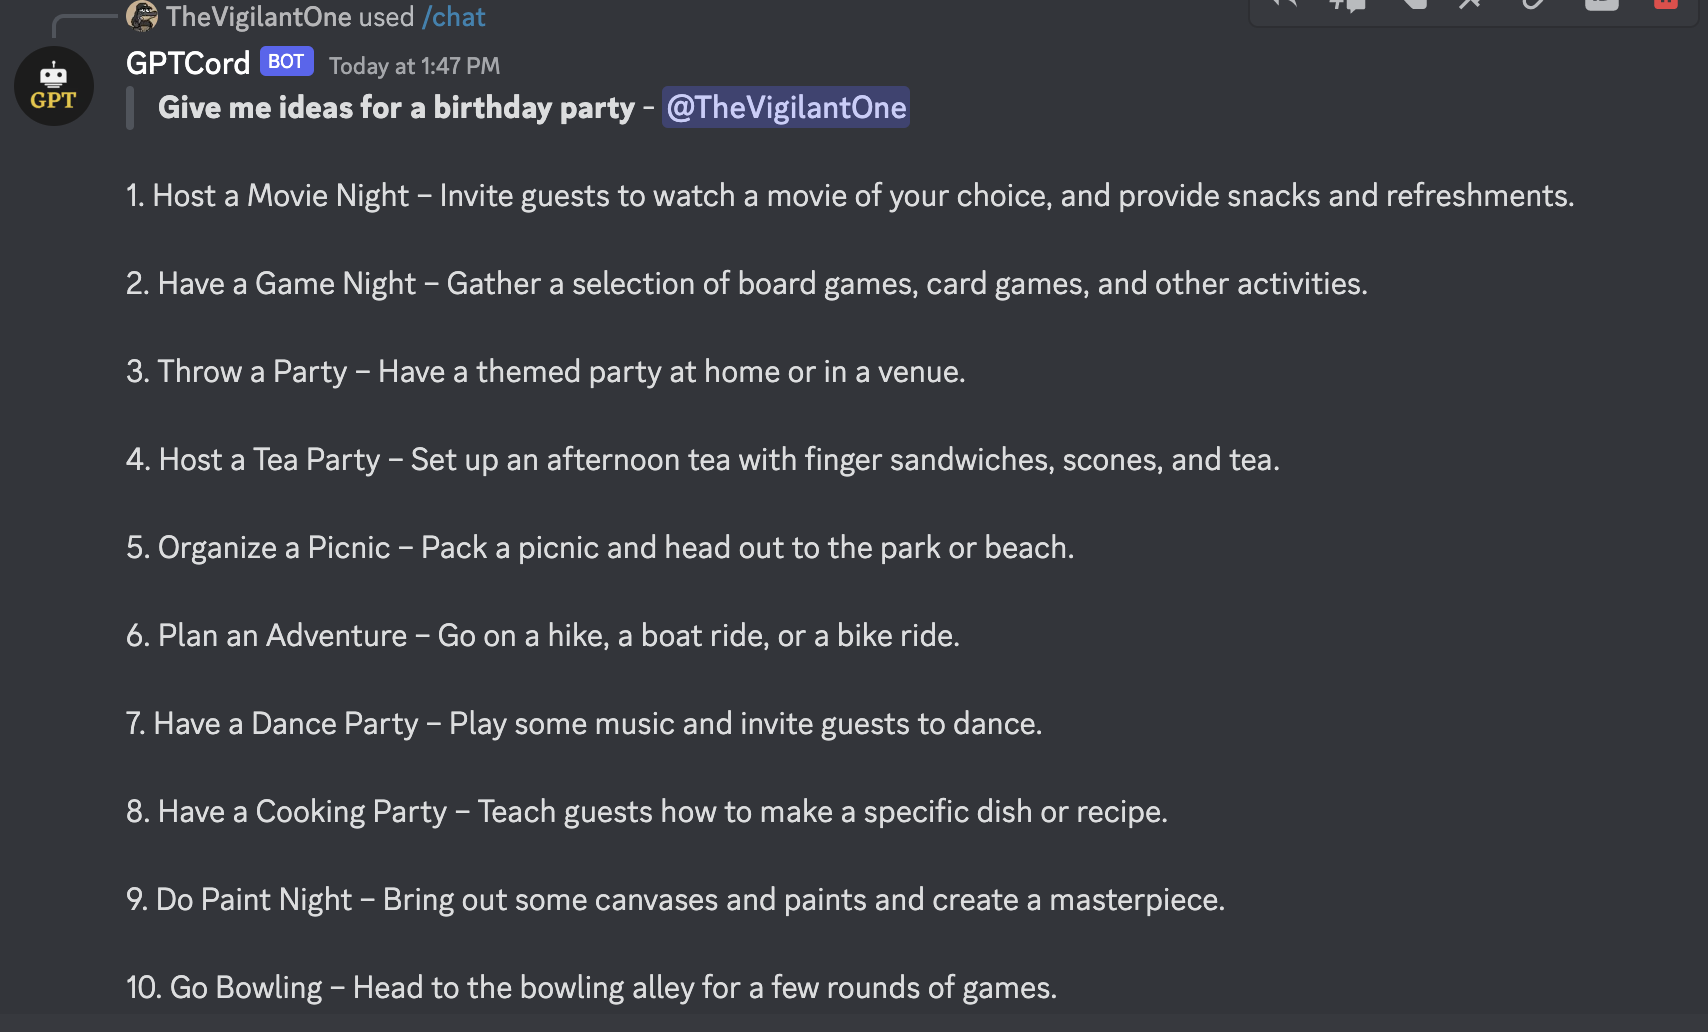 TheVigilantOne used /chat
GPTCord BOT Today at 1:47 PM
GPT
Give me ideas for a birthday party - @TheVigilantOne
1. Host a Movie Night – Invite guests to watch a movie of your choice, and provide snacks and refreshments.
2. Have a Game Night – Gather a selection of board games, card games, and other activities.
3. Throw a Party – Have a themed party at home or in a venue.
4. Host a Tea Party – Set up an afternoon tea with finger sandwiches, scones, and tea.
5. Organize a Picnic – Pack a picnic and head out to the park or beach.
6. Plan an Adventure – Go on a hike, a boat ride, or a bike ride.
7. Have a Dance Party – Play some music and invite guests to dance.
8. Have a Cooking Party – Teach guests how to make a specific dish or recipe.
9. Do Paint Night – Bring out some canvases and paints and create a masterpiece.
10. Go Bowling – Head to the bowling alley for a few rounds of games.